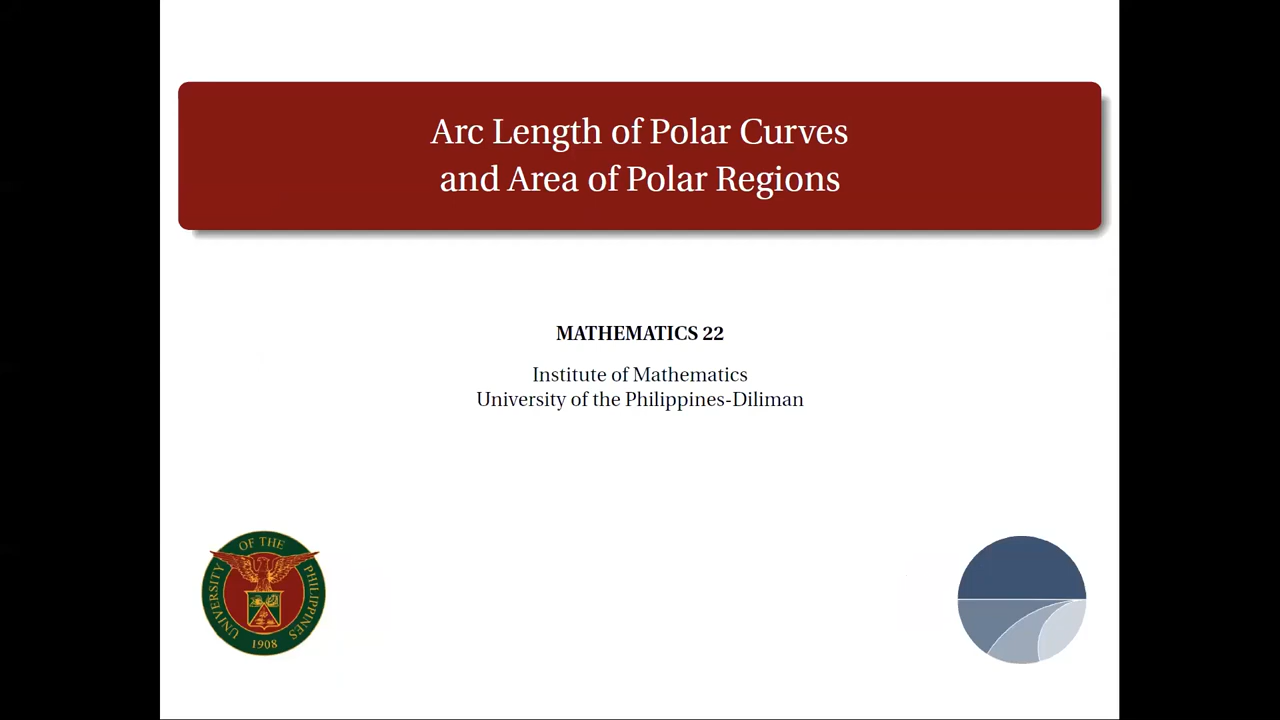 Arc Length of Polar Curves
and Area of Polar Regions
MATHEMATICS 22
Institute of Mathematics
University of the Philippines-Diliman
UNIVERSITY OF THE PHILIPPINES
1908